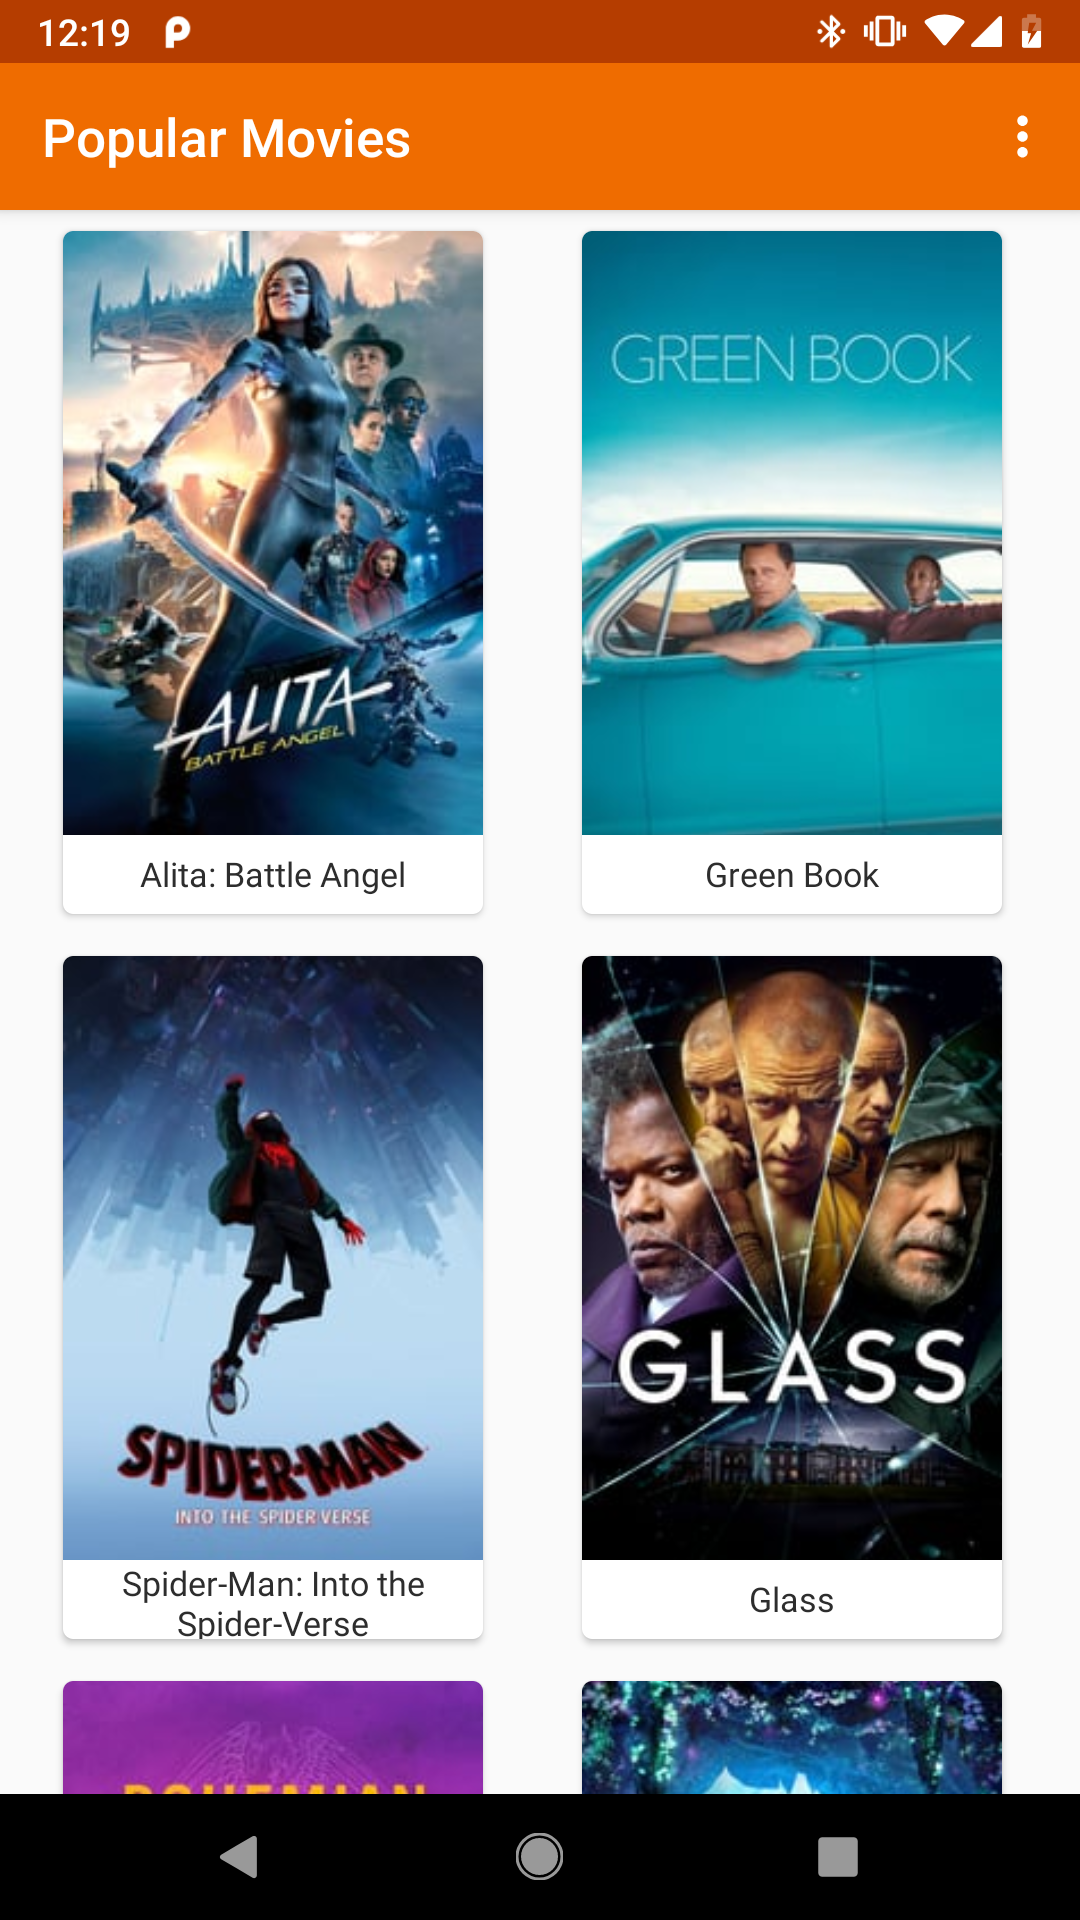 12:19
Popular Movies
ALITA
BATTLE ANGEL
GREEN BOOK
Alita: Battle Angel
Green Book
SPIDER-MAN
INTO THE SPIDER-VERSE
GLASS
Spider-Man: Into the
Spider-Verse
Glass
BOHEMIAN